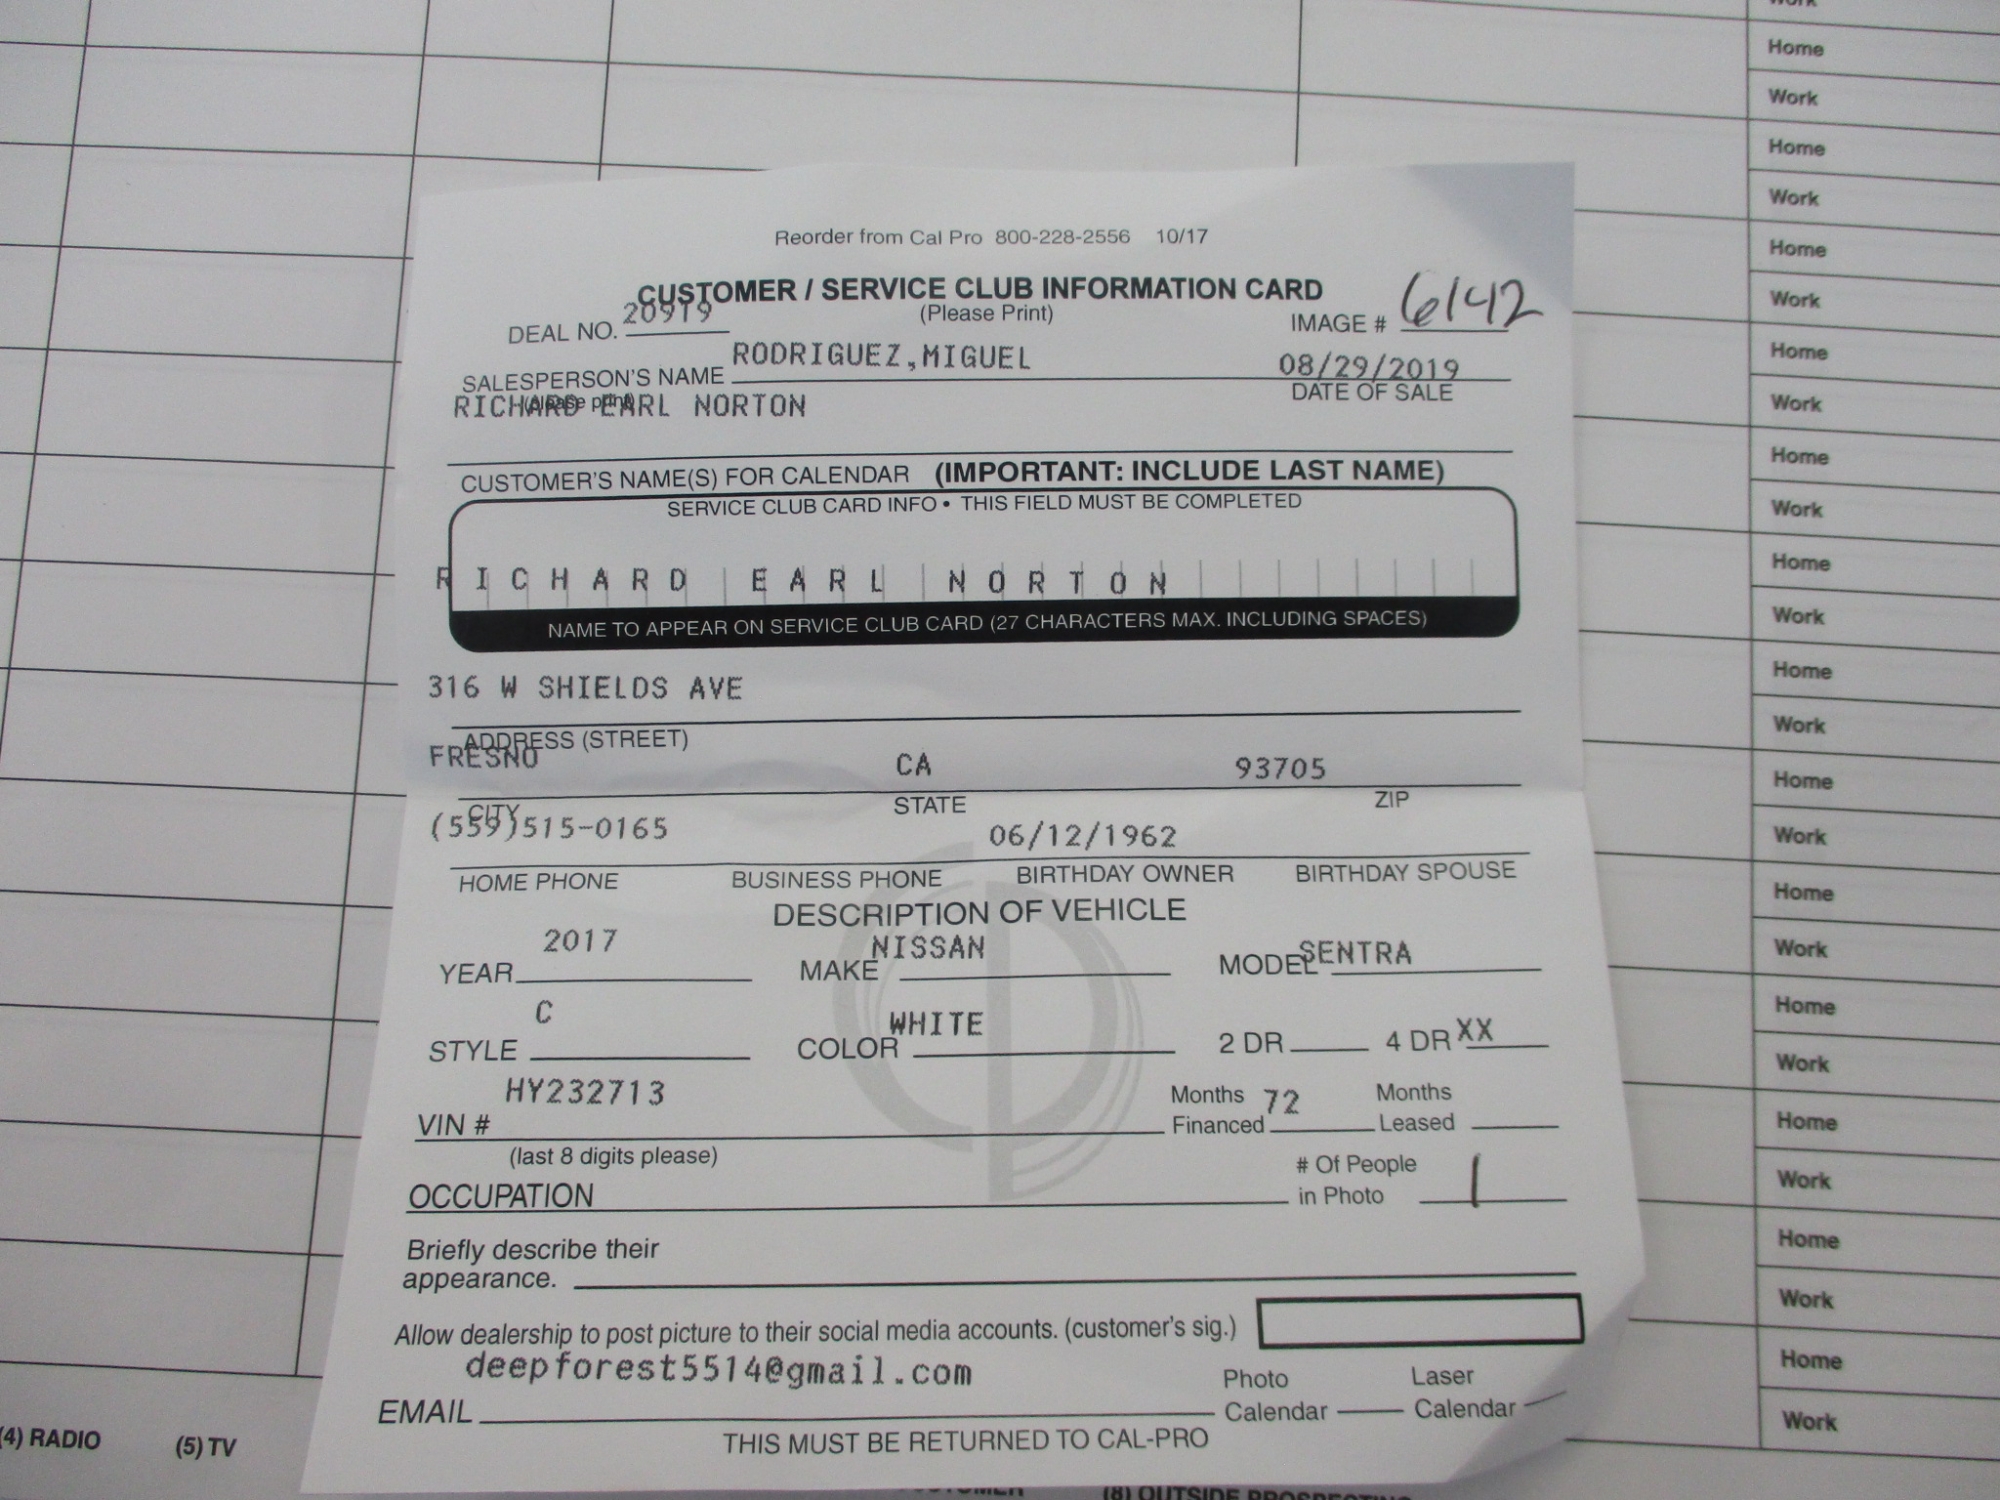 Work
Home
Work
Home
Work
Home
Work
Home
Work
Home
Work
Home
Work
Home
Work
Home
Work
Home
Work
Home
Work
Home
Work
Home
Work
Home
Work
Reorder from Cal Pro 800-228-2556 10/17
CUSTOMER / SERVICE CLUB INFORMATION CARD
(Please Print)
DEAL NO. 20919
IMAGE # 6142
SALESPERSON'S NAME RODRIGUEZ,MIGUEL
(please print)
08/29/2019
DATE OF SALE
RICHARD EARL NORTON
CUSTOMER'S NAME(S) FOR CALENDAR (IMPORTANT: INCLUDE LAST NAME)
SERVICE CLUB CARD INFO • THIS FIELD MUST BE COMPLETED
RICHARD EARL NORTON
NAME TO APPEAR ON SERVICE CLUB CARD (27 CHARACTERS MAX. INCLUDING SPACES)
316 W SHIELDS AVE
ADDRESS (STREET)
FRESNO CA 93705
CITY STATE ZIP
(559)515-0165 06/12/1962
HOME PHONE BUSINESS PHONE BIRTHDAY OWNER BIRTHDAY SPOUSE
DESCRIPTION OF VEHICLE
YEAR 2017 MAKE NISSAN MODEL SENTRA
STYLE C COLOR WHITE 2 DR 4 DR XX
VIN # HY232713 Months Financed 72 Months Leased
(last 8 digits please)
OCCUPATION # Of People in Photo 1
Briefly describe their
appearance.
Allow dealership to post picture to their social media accounts. (customer's sig.)
EMAIL deepforest5514@gmail.com Photo Calendar Laser Calendar
THIS MUST BE RETURNED TO CAL-PRO
(4) RADIO (5) TV
(8) OUTSIDE PROSPECTING